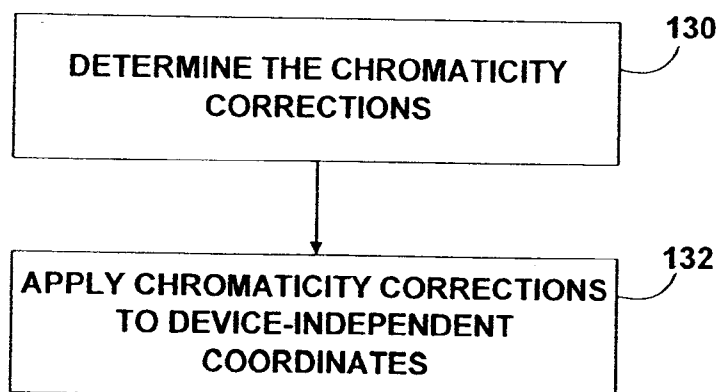 130
DETERMINE THE CHROMATICITY
CORRECTIONS
132
APPLY CHROMATICITY CORRECTIONS
TO DEVICE-INDEPENDENT
COORDINATES